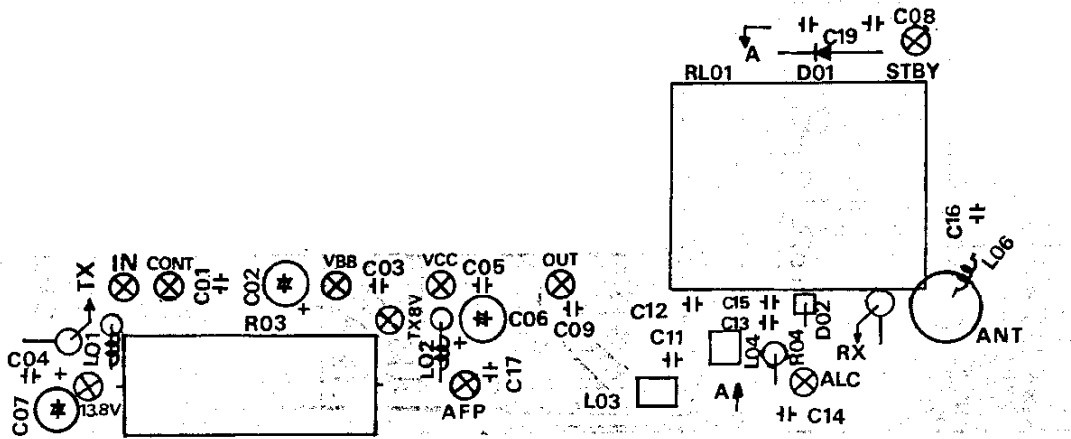 C08
C19
A
RL01 D01 STBY
C16
L06
TX IN CONT C01 C02 VBB C03 VCC C05 OUT
R03
TX8V
C06
C09
C12
C15
C13
D02
ANT
C04
L01
L02
C17
C11
L04
R04
RX
C07
13.8V
AFP
L03
A
ALC
C14
+
+
+